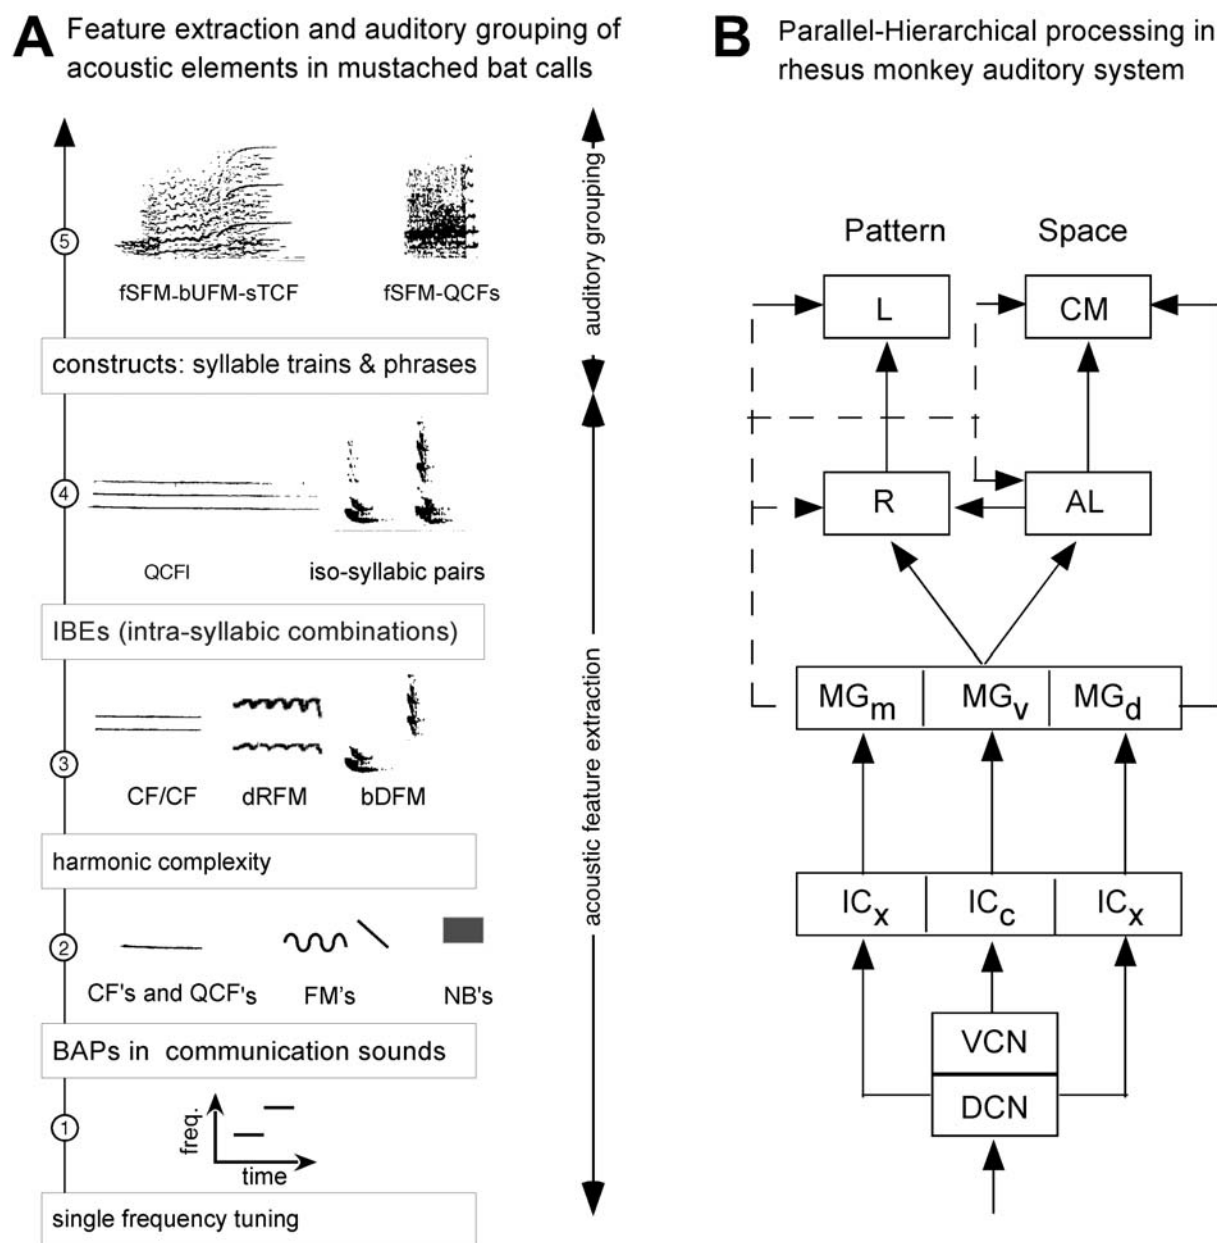 A Feature extraction and auditory grouping of
acoustic elements in mustached bat calls
5
fSFM-bUFM-sTCF
fSFM-QCFs
constructs: syllable trains & phrases
4
QCFl
iso-syllabic pairs
IBEs (intra-syllabic combinations)
3
CF/CF
dRFM
bDFM
harmonic complexity
2
CF's and QCF's
FM's
NB's
BAPs in communication sounds
1
freq.
time
single frequency tuning
auditory grouping
acoustic feature extraction
B Parallel-Hierarchical processing in
rhesus monkey auditory system
Pattern
Space
L
CM
R
AL
MGm
MGv
MGd
ICx
ICc
ICx
VCN
DCN